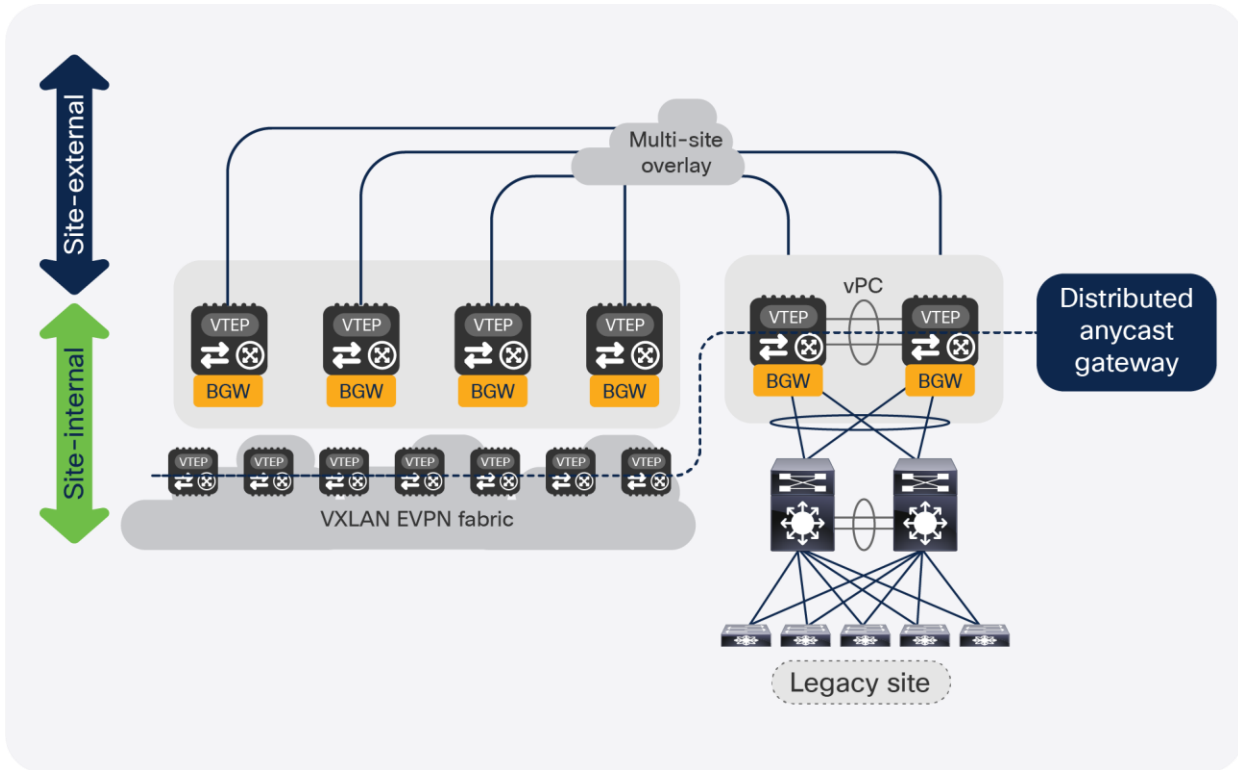 Site-external
Multi-site
overlay
vPC
VTEP
VTEP
VTEP
VTEP
VTEP
VTEP
BGW
BGW
BGW
BGW
BGW
BGW
Distributed
anycast
gateway
Site-internal
VTEP
VTEP
VTEP
VTEP
VTEP
VTEP
VTEP
VXLAN EVPN fabric
Legacy site